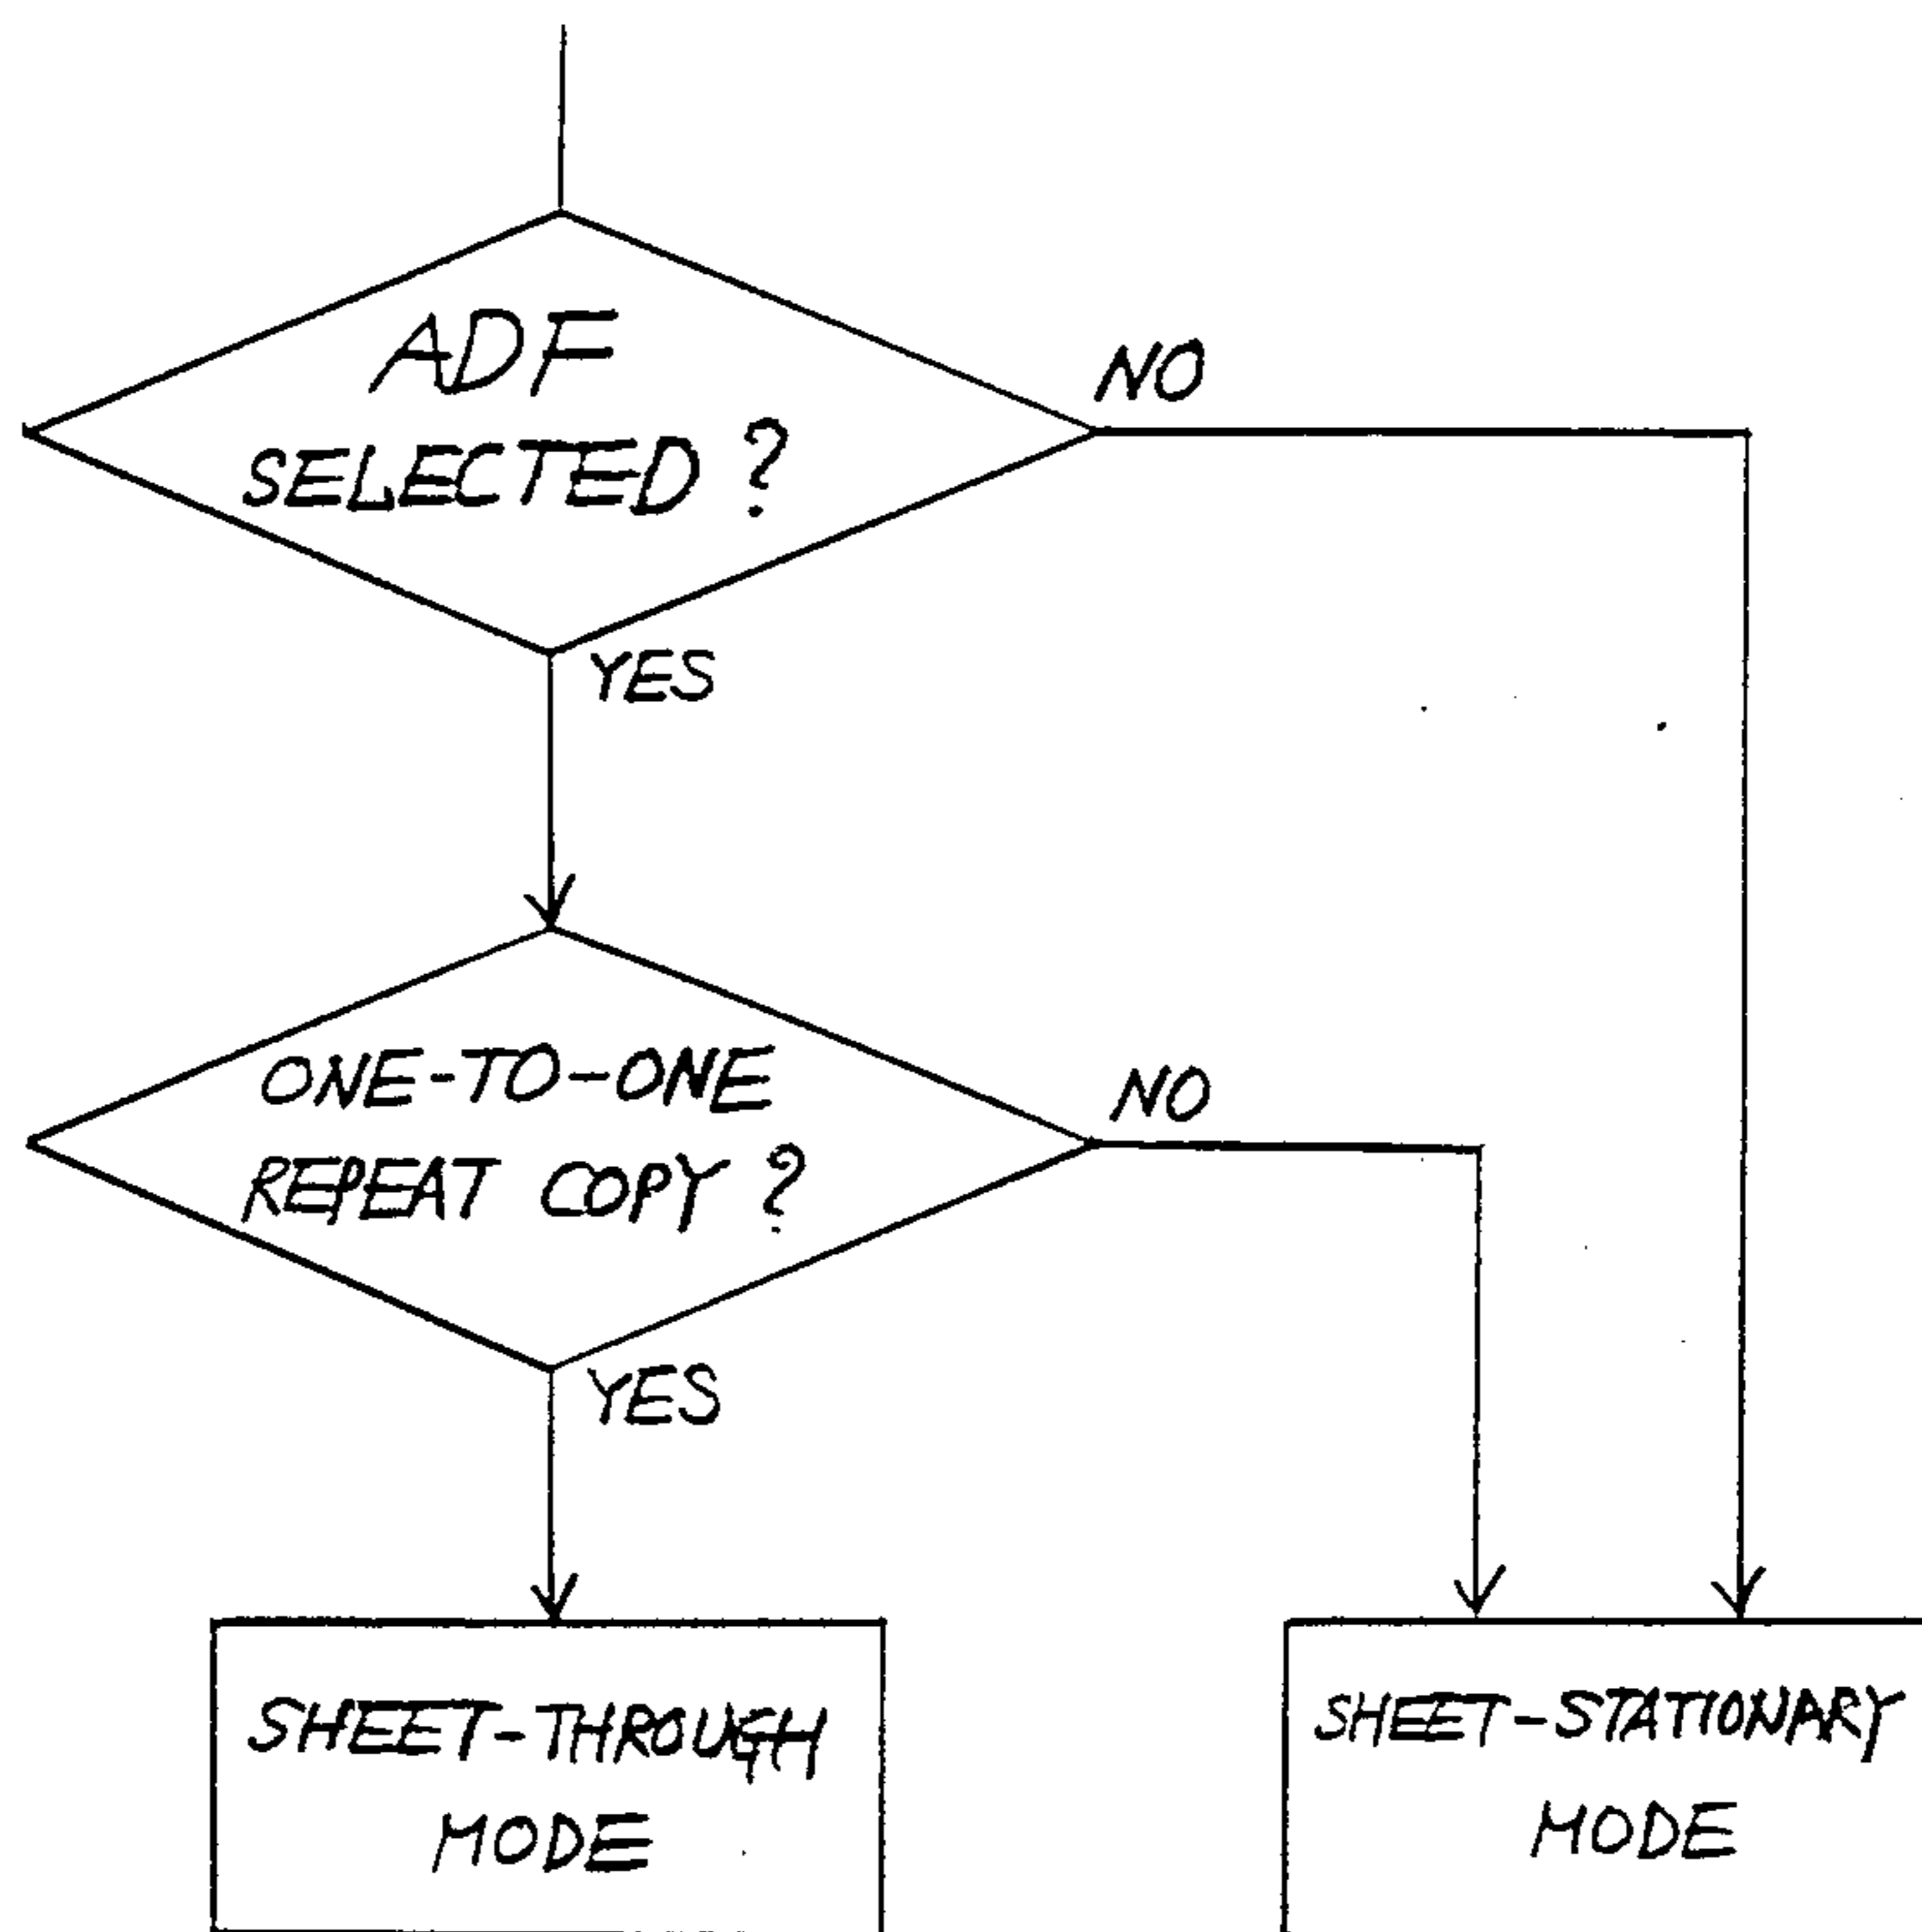 ADF
SELECTED ?
NO
YES
ONE-TO-ONE
REPEAT COPY ?
NO
YES
SHEET-THROUGH
MODE
SHEET-STATIONARY
MODE